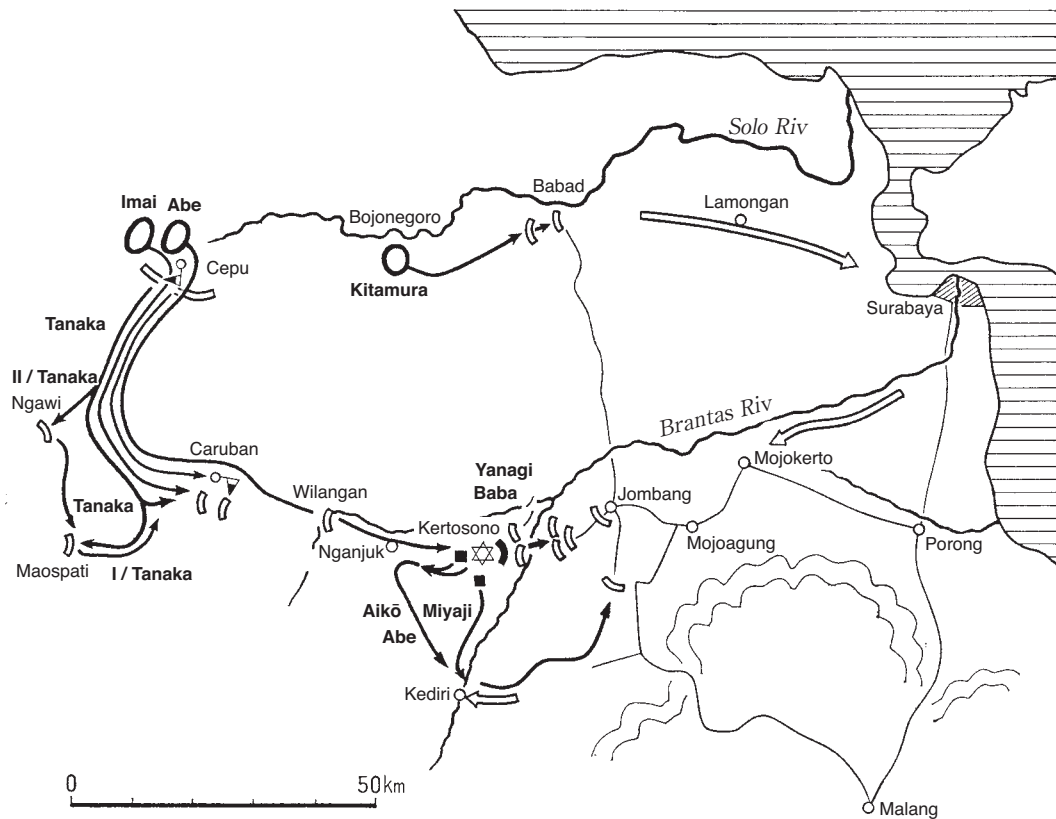 Solo Riv
Babad
Imai Abe
Lamongan
Bojonegoro
Cepu
Kitamura
Surabaya
Tanaka
II / Tanaka
Ngawi
Brantas Riv
Caruban
Mojokerto
Yanagi
Baba
Wilangan
Jombang
Tanaka
Kertosono
Nganjuk
Mojoagung
Porong
Maospati
I / Tanaka
Aikō
Miyaji
Abe
Kediri
0 50km
Malang